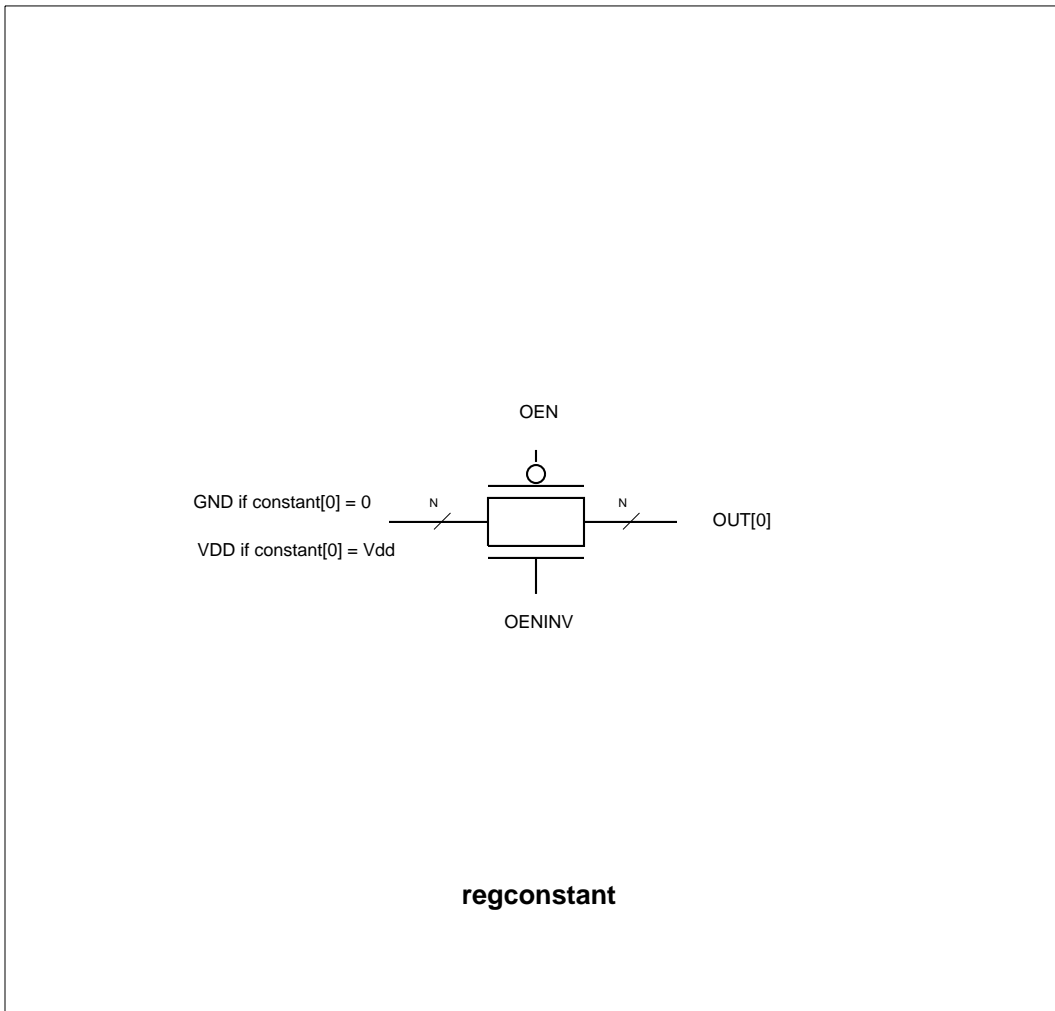 OEN
GND if constant[0] = 0
N
N
OUT[0]
VDD if constant[0] = Vdd
OENINV
regconstant